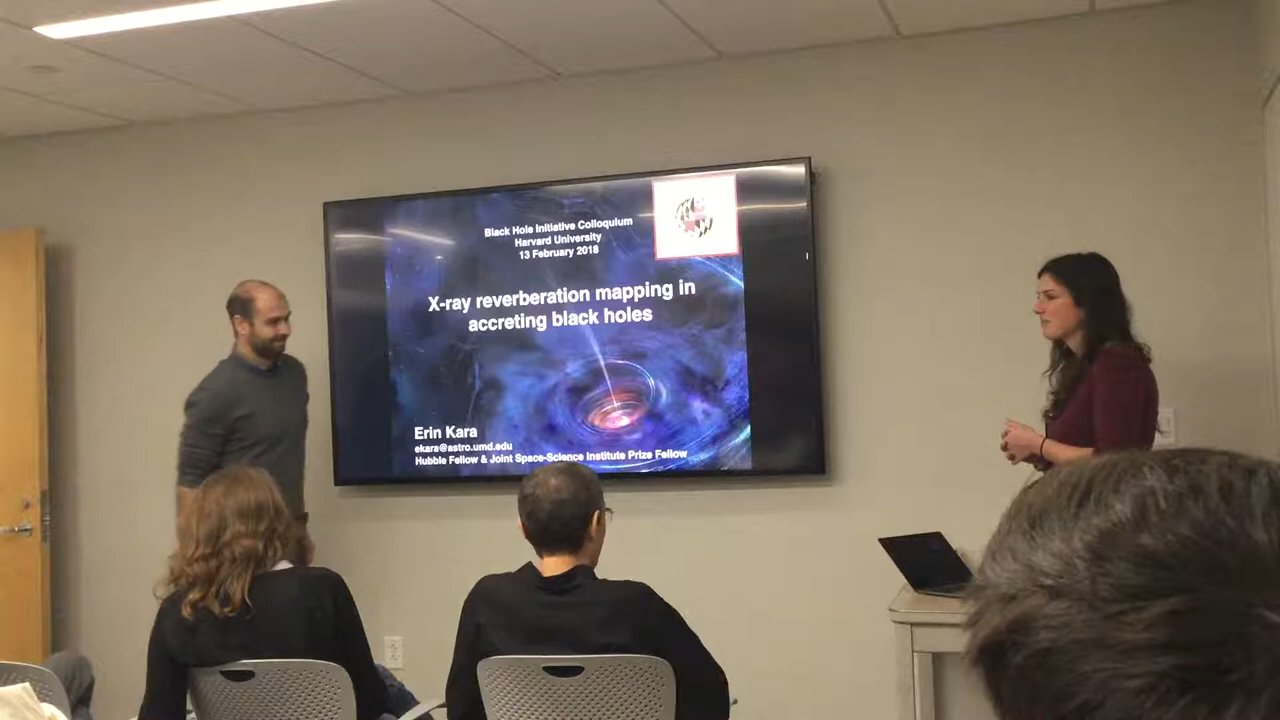 Black Hole Initiative Colloquium
Harvard University
13 February 2018
X-ray reverberation mapping in
accreting black holes
Erin Kara
ekara@astro.umd.edu
Hubble Fellow & Joint Space-Science Institute Prize Fellow